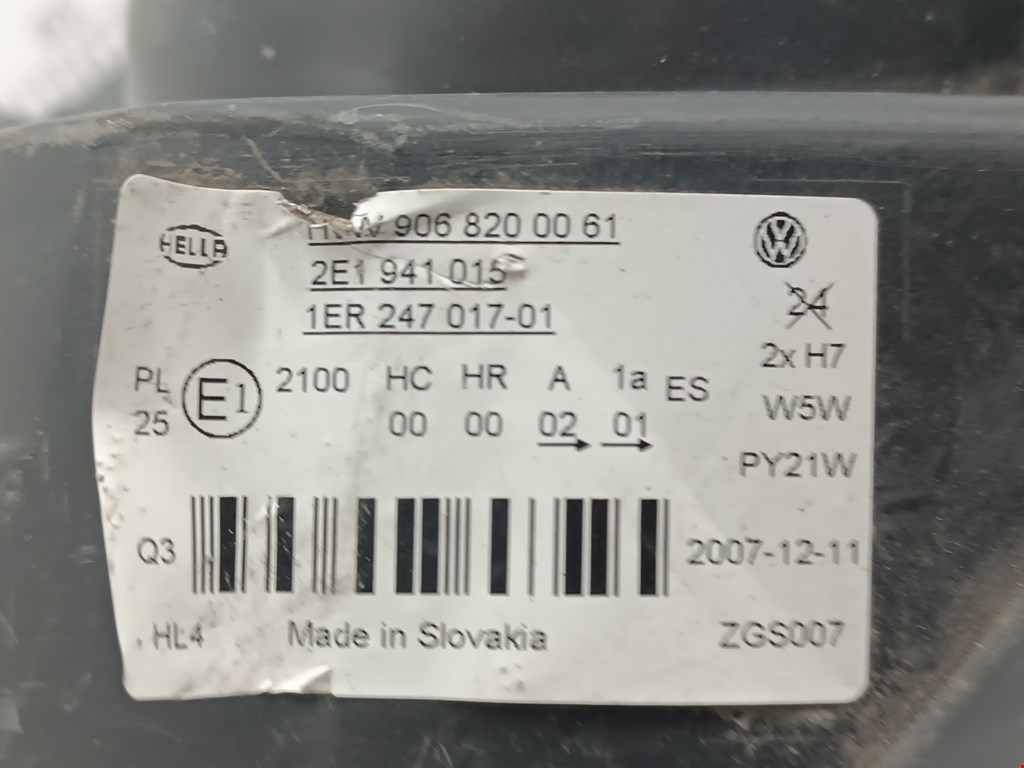 HELLA
906 820 00 61
2E1 941 015
1ER 247 017-01
24
2x H7
W5W
PY21W
PL E1 2100 HC HR A 1a ES
25 00 00 02 01
Q3 2007-12-11
HL4 Made in Slovakia ZGS007